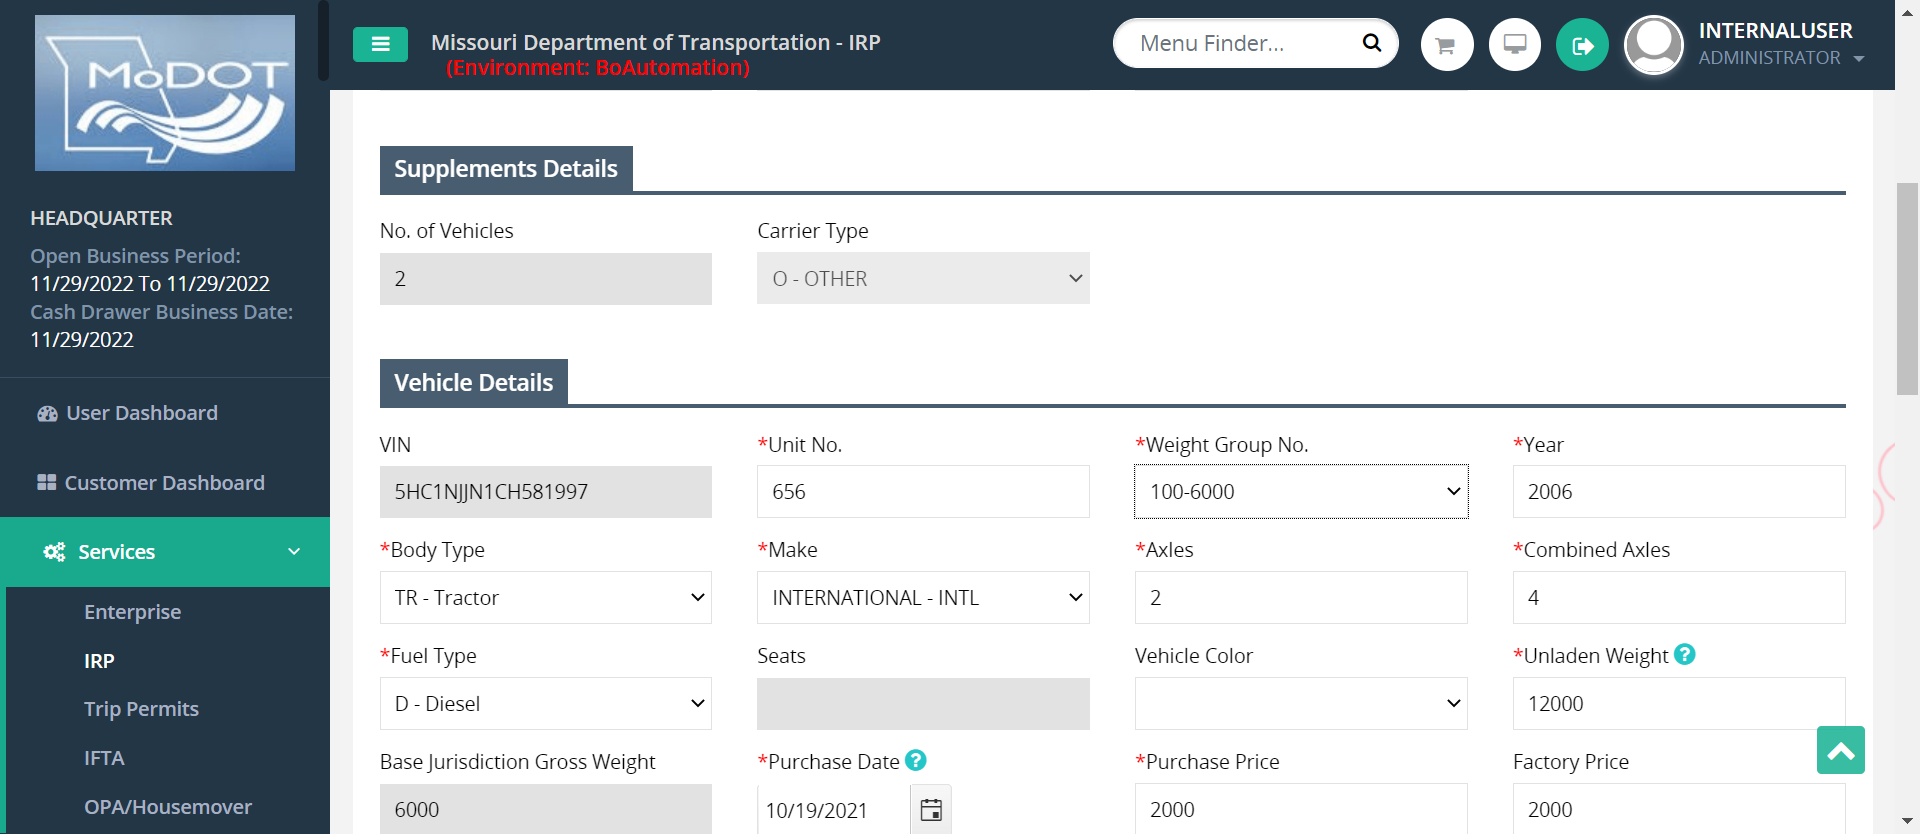 MoDOT
HEADQUARTER
Open Business Period:
11/29/2022 To 11/29/2022
Cash Drawer Business Date:
11/29/2022
User Dashboard
Customer Dashboard
Services
Enterprise
IRP
Trip Permits
IFTA
OPA/Housemover
Missouri Department of Transportation - IRP
(Environment: BoAutomation)
Menu Finder...
INTERNALUSER
ADMINISTRATOR
Supplements Details
No. of Vehicles
Carrier Type
2
O - OTHER
Vehicle Details
VIN
*Unit No.
*Weight Group No.
*Year
5HC1NJJN1CH581997
656
100-6000
2006
*Body Type
*Make
*Axles
*Combined Axles
TR - Tractor
INTERNATIONAL - INTL
2
4
*Fuel Type
Seats
Vehicle Color
*Unladen Weight ?
D - Diesel
12000
Base Jurisdiction Gross Weight
*Purchase Date ?
*Purchase Price
Factory Price
6000
10/19/2021
2000
2000